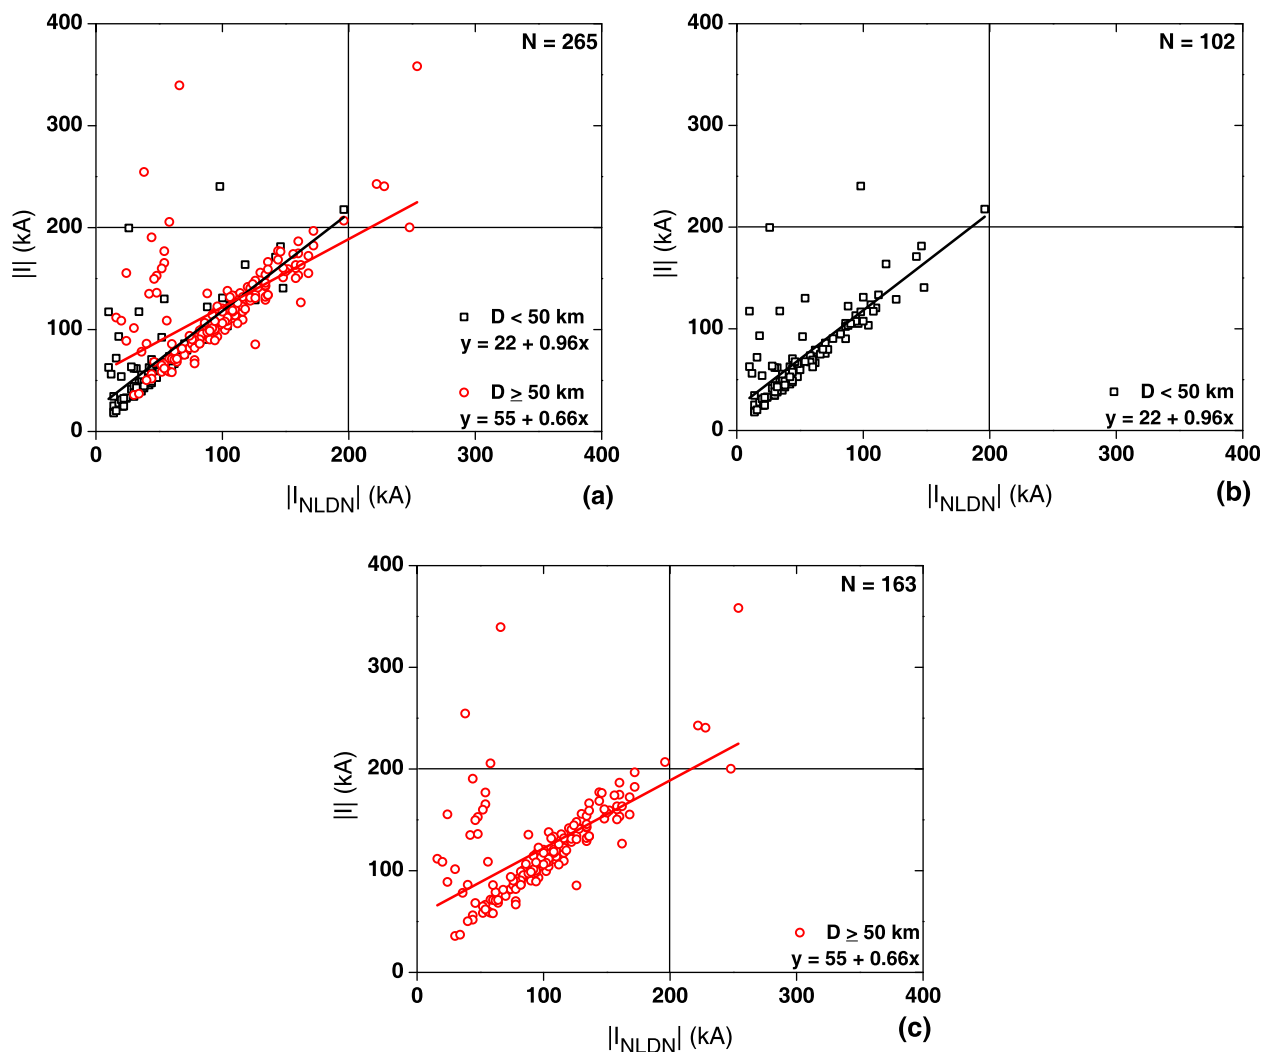 400
N = 265
300
|I| (kA)
200
100
D < 50 km
y = 22 + 0.96x
D ≥ 50 km
y = 55 + 0.66x
0
0 100 200 300 400
|I_NLDN| (kA)
(a)
400
N = 102
300
|I| (kA)
200
100
D < 50 km
y = 22 + 0.96x
0
0 100 200 300 400
|I_NLDN| (kA)
(b)
400
N = 163
300
|I| (kA)
200
100
D ≥ 50 km
y = 55 + 0.66x
0
0 100 200 300 400
|I_NLDN| (kA)
(c)